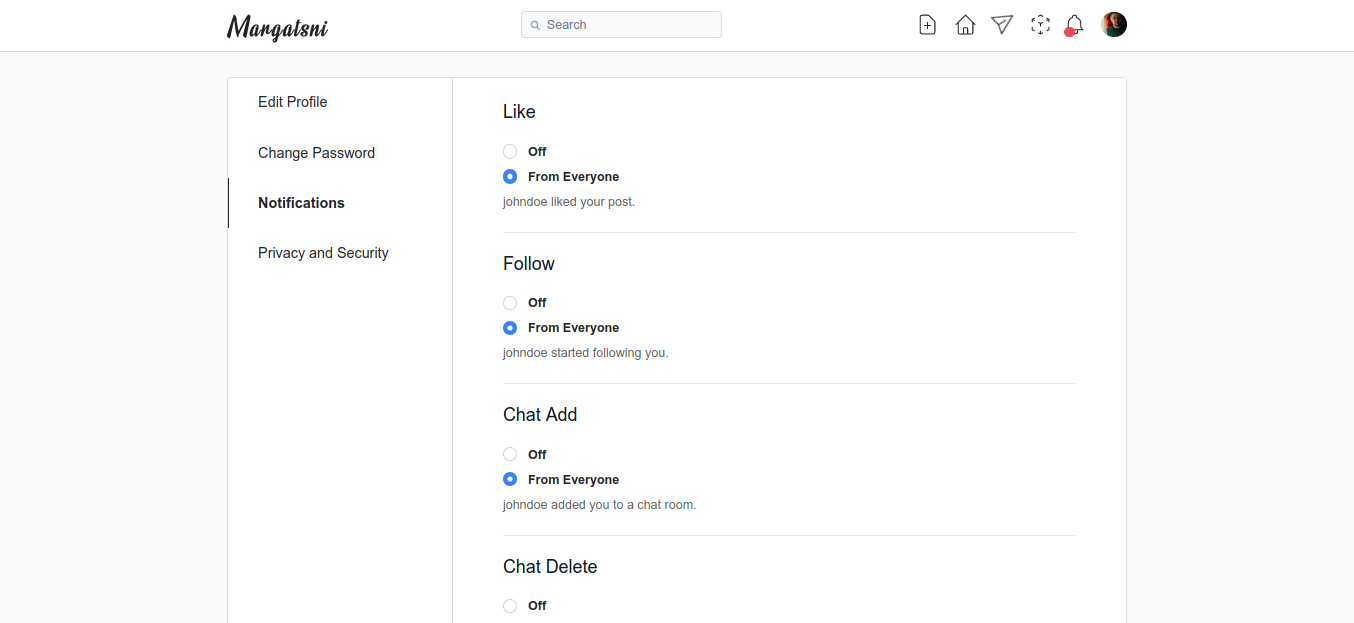 Mangatsni
Search
Edit Profile
Change Password
Notifications
Privacy and Security
Like
Off
From Everyone
johndoe liked your post.
Follow
Off
From Everyone
johndoe started following you.
Chat Add
Off
From Everyone
johndoe added you to a chat room.
Chat Delete
Off